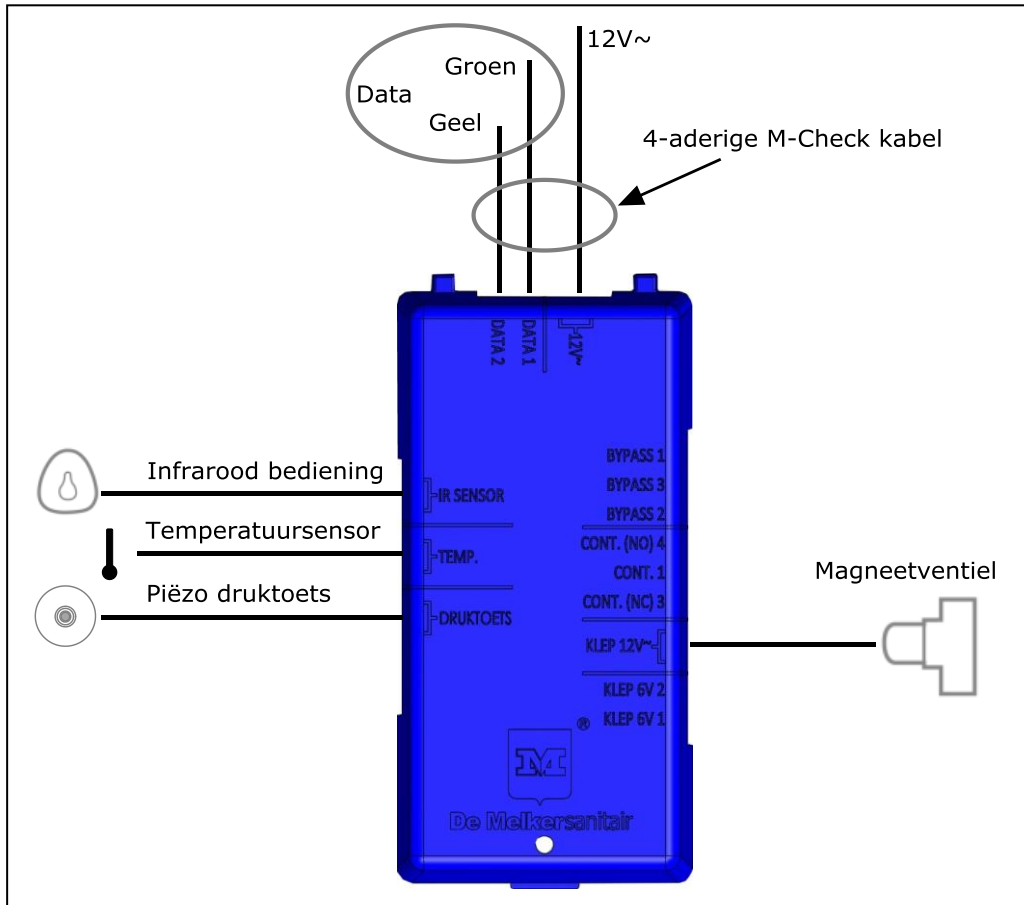 12V~
Groen
Data
Geel
4-aderige M-Check kabel
DATA 2
DATA 1
12V~
Infrarood bediening
Temperatuursensor
Piëzo druktoets
IR SENSOR
TEMP.
DRUKTOETS
BYPASS 1
BYPASS 3
BYPASS 2
CONT. (NO) 4
CONT. 1
CONT. (NC) 3
KLEP 12V~
KLEP 6V 2
KLEP 6V 1
Magneetventiel
®
M
De Melkersanitair